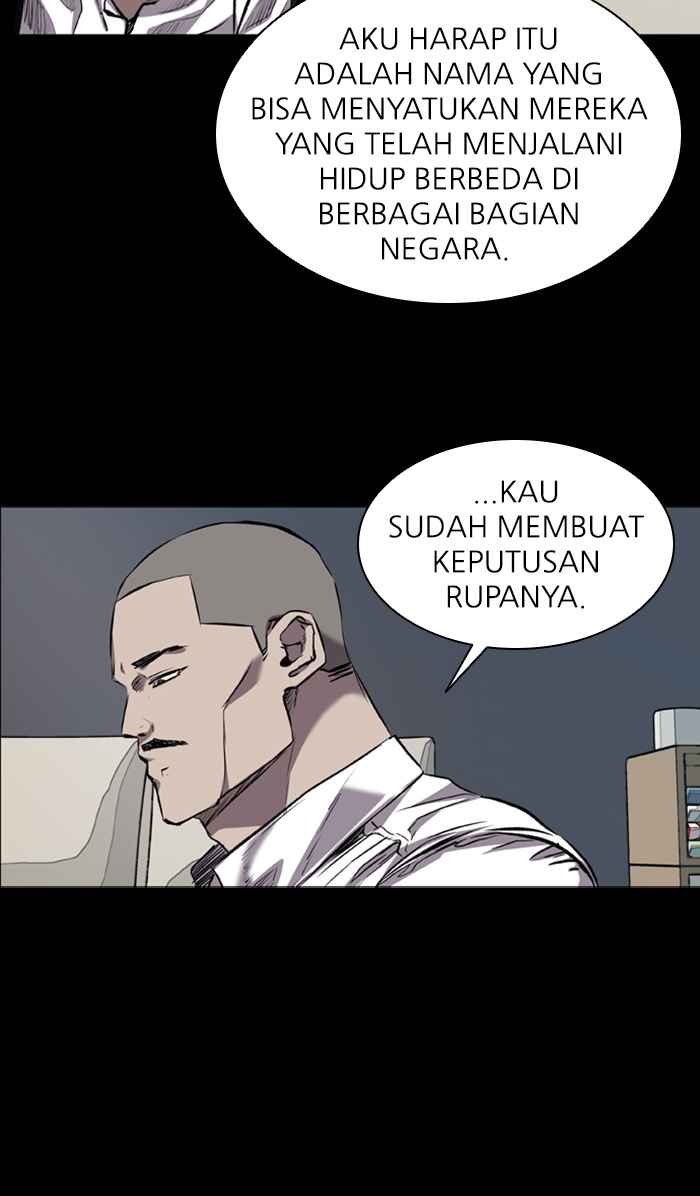 AKU HARAP ITU
ADALAH NAMA YANG
BISA MENYATUKAN MEREKA
YANG TELAH MENJALANI
HIDUP BERBEDA DI
BERBAGAI BAGIAN
NEGARA.
...KAU
SUDAH MEMBUAT
KEPUTUSAN
RUPANYA.